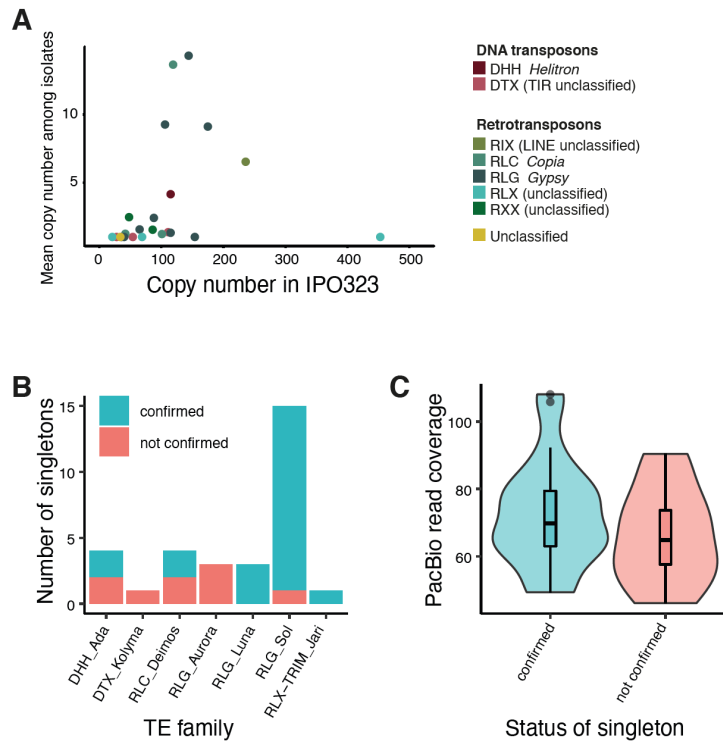 A
Mean copy number among isolates
10
5
0
100
200
300
400
500
Copy number in IPO323
DNA transposons
DHH Helitron
DTX (TIR unclassified)
Retrotransposons
RIX (LINE unclassified)
RLC Copia
RLG Gypsy
RLX (unclassified)
RXX (unclassified)
Unclassified
B
Number of singletons
15
10
5
0
confirmed
not confirmed
DHH_Ada
DTX_Kolyma
RLC_Deimos
RLG_Aurora
RLG_Luna
RLG_Sol
RLX-TRIM_Jari
TE family
C
PacBio read coverage
100
80
60
confirmed
not confirmed
Status of singleton